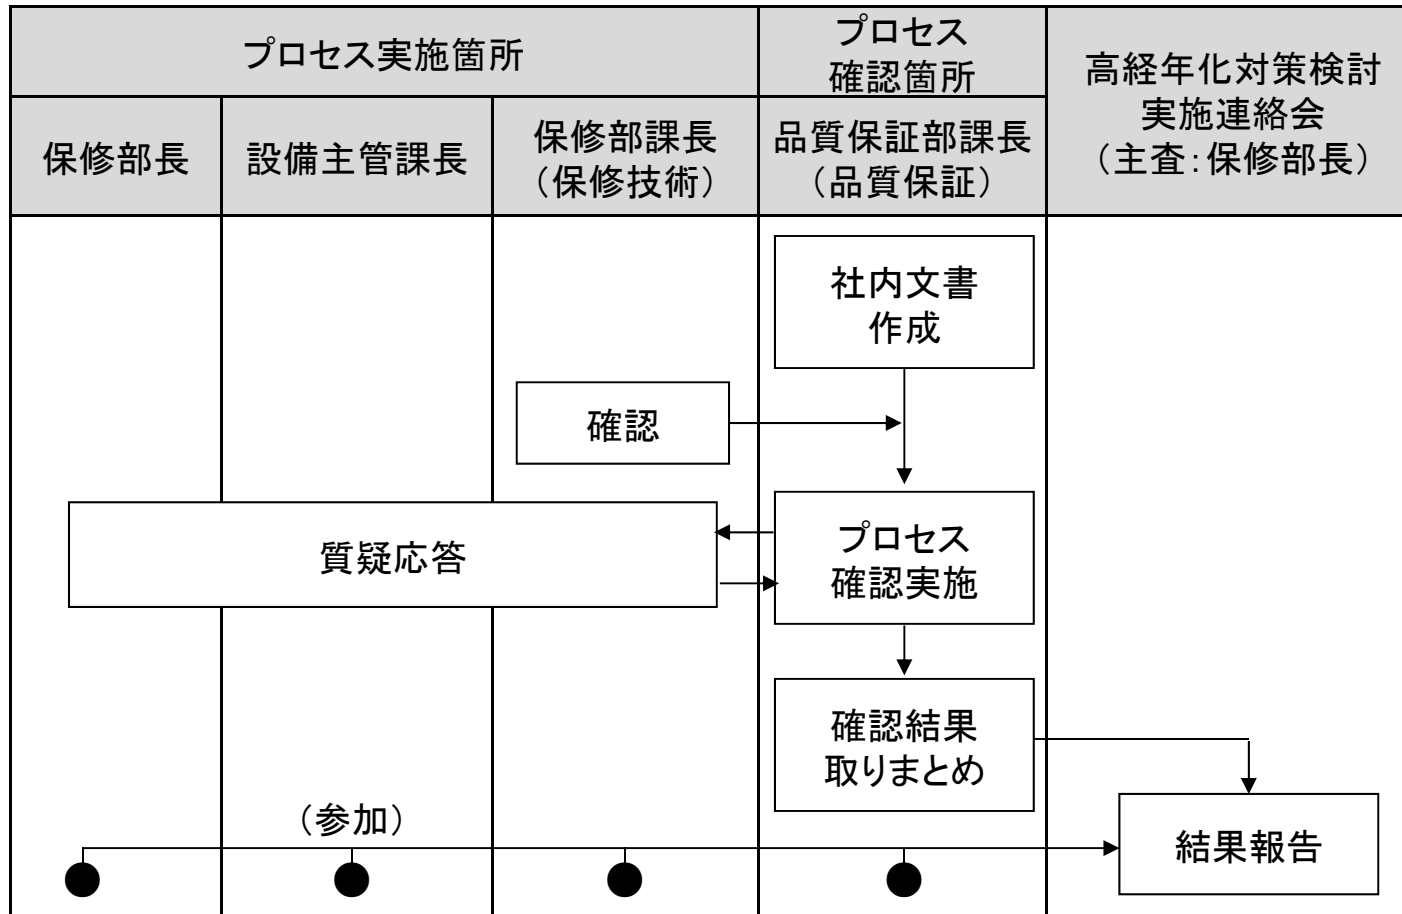 プロセス実施箇所
プロセス
確認箇所
高経年化対策検討
実施連絡会
（主査：保修部長）
保修部長
設備主管課長
保修部課長
（保修技術）
品質保証部課長
（品質保証）
社内文書
作成
確認
質疑応答
プロセス
確認実施
確認結果
取りまとめ
（参加）
結果報告